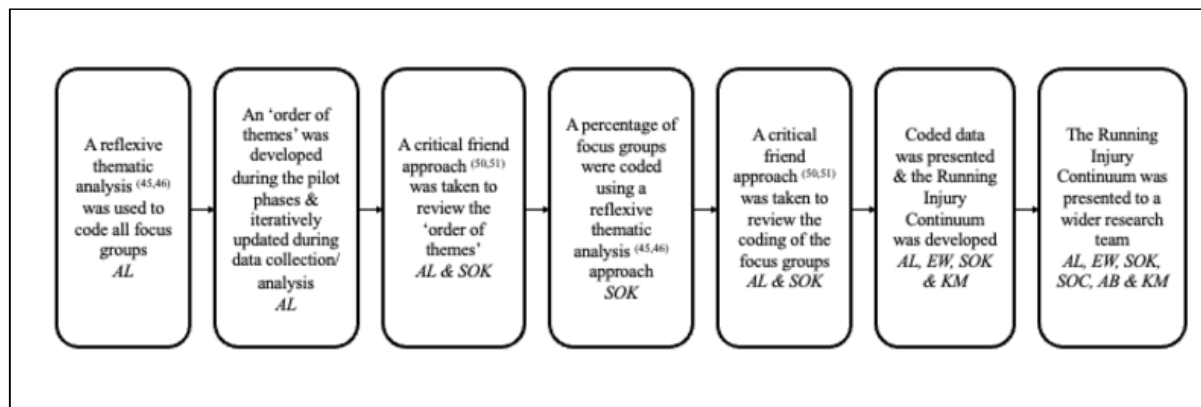 A reflexive
thematic
analysis (45,46)
was used to
code all focus
groups
AL
An ‘order of
themes’ was
developed
during the pilot
phases &
iteratively
updated during
data collection/
analysis
AL
A critical friend
approach (50,51)
was taken to
review the
‘order of
themes’
AL & SOK
A percentage of
focus groups
were coded
using a
reflexive
thematic
analysis (45,46)
approach
SOK
A critical
friend
approach (50,51)
was taken to
review the
coding of the
focus groups
AL & SOK
Coded data
was presented
& the Running
Injury
Continuum
was developed
AL, EW, SOK
& KM
The Running
Injury
Continuum was
presented to a
wider research
team
AL, EW, SOK,
SOC, AB & KM